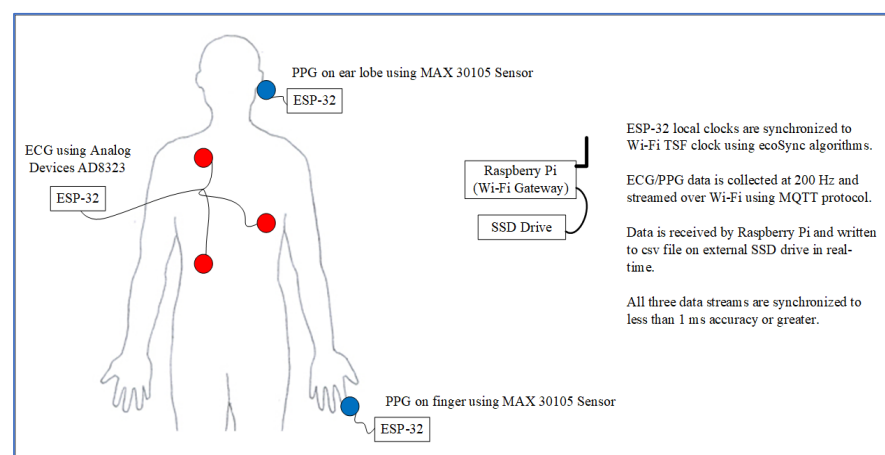 PPG on ear lobe using MAX 30105 Sensor
ESP-32
ECG using Analog
Devices AD8323
ESP-32
Raspberry Pi
(Wi-Fi Gateway)
SSD Drive
ESP-32 local clocks are synchronized to
Wi-Fi TSF clock using ecoSync algorithms.
ECG/PPG data is collected at 200 Hz and
streamed over Wi-Fi using MQTT protocol.
Data is received by Raspberry Pi and written
to csv file on external SSD drive in real-
time.
All three data streams are synchronized to
less than 1 ms accuracy or greater.
PPG on finger using MAX 30105 Sensor
ESP-32